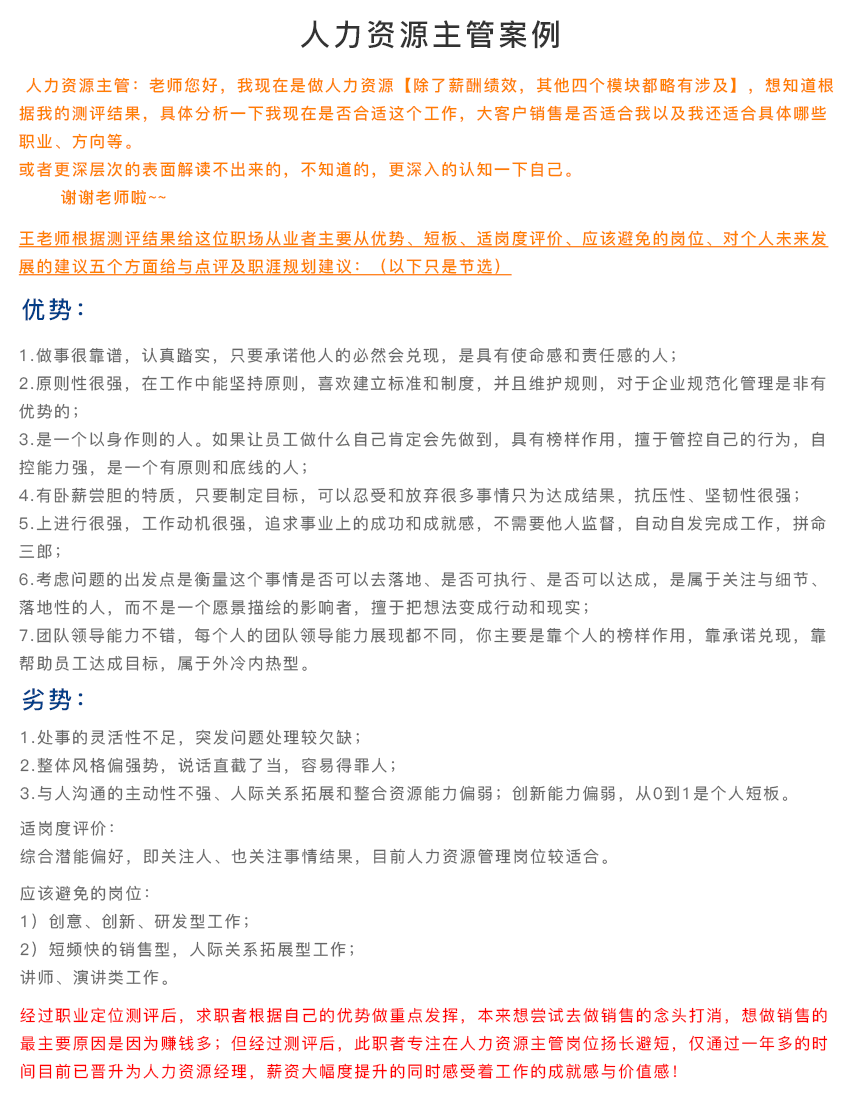 人力资源主管案例
人力资源主管：老师您好，我现在是做人力资源【除了薪酬绩效，其他四个模块都略有涉及】，想知道根
据我的测评结果，具体分析一下我现在是否合适这个工作，大客户销售是否适合我以及我还适合具体哪些
职业、方向等。
或者更深层次的表面解读不出来的，不知道的，更深入的认知一下自己。
谢谢老师啦~~
王老师根据测评结果给这位职场从业者主要从优势、短板、适岗度评价、应该避免的岗位、对个人未来发
展的建议五个方面给与点评及职涯规划建议：（以下只是节选）
优势：
1.做事很靠谱，认真踏实，只要承诺他人的必然会兑现，是具有使命感和责任感的人；
2.原则性很强，在工作中能坚持原则，喜欢建立标准和制度，并且维护规则，对于企业规范化管理是非有
优势的；
3.是一个以身作则的人。如果让员工做什么自己肯定会先做到，具有榜样作用，擅于管控自己的行为，自
控能力强，是一个有原则和底线的人；
4.有卧薪尝胆的特质，只要制定目标，可以忍受和放弃很多事情只为达成结果，抗压性、坚韧性很强；
5.上进行很强，工作动机很强，追求事业上的成功和成就感，不需要他人监督，自动自发完成工作，拼命
三郎；
6.考虑问题的出发点是衡量这个事情是否可以去落地、是否可执行、是否可以达成，是属于关注与细节、
落地性的人，而不是一个愿景描绘的影响者，擅于把想法变成行动和现实；
7.团队领导能力不错，每个人的团队领导能力展现都不同，你主要是靠个人的榜样作用，靠承诺兑现，靠
帮助员工达成目标，属于外冷内热型。
劣势：
1.处事的灵活性不足，突发问题处理较欠缺；
2.整体风格偏强势，说话直截了当，容易得罪人；
3.与人沟通的主动性不强、人际关系拓展和整合资源能力偏弱；创新能力偏弱，从0到1是个人短板。
适岗度评价：
综合潜能偏好，即关注人、也关注事情结果，目前人力资源管理岗位较适合。
应该避免的岗位：
1）创意、创新、研发型工作；
2）短频快的销售型，人际关系拓展型工作；
讲师、演讲类工作。
经过职业定位测评后，求职者根据自己的优势做重点发挥，本来想尝试去做销售的念头打消，想做销售的
最主要原因是因为赚钱多；但经过测评后，此职者专注在人力资源主管岗位扬长避短，仅通过一年多的时
间目前已晋升为人力资源经理，薪资大幅度提升的同时感受着工作的成就感与价值感！